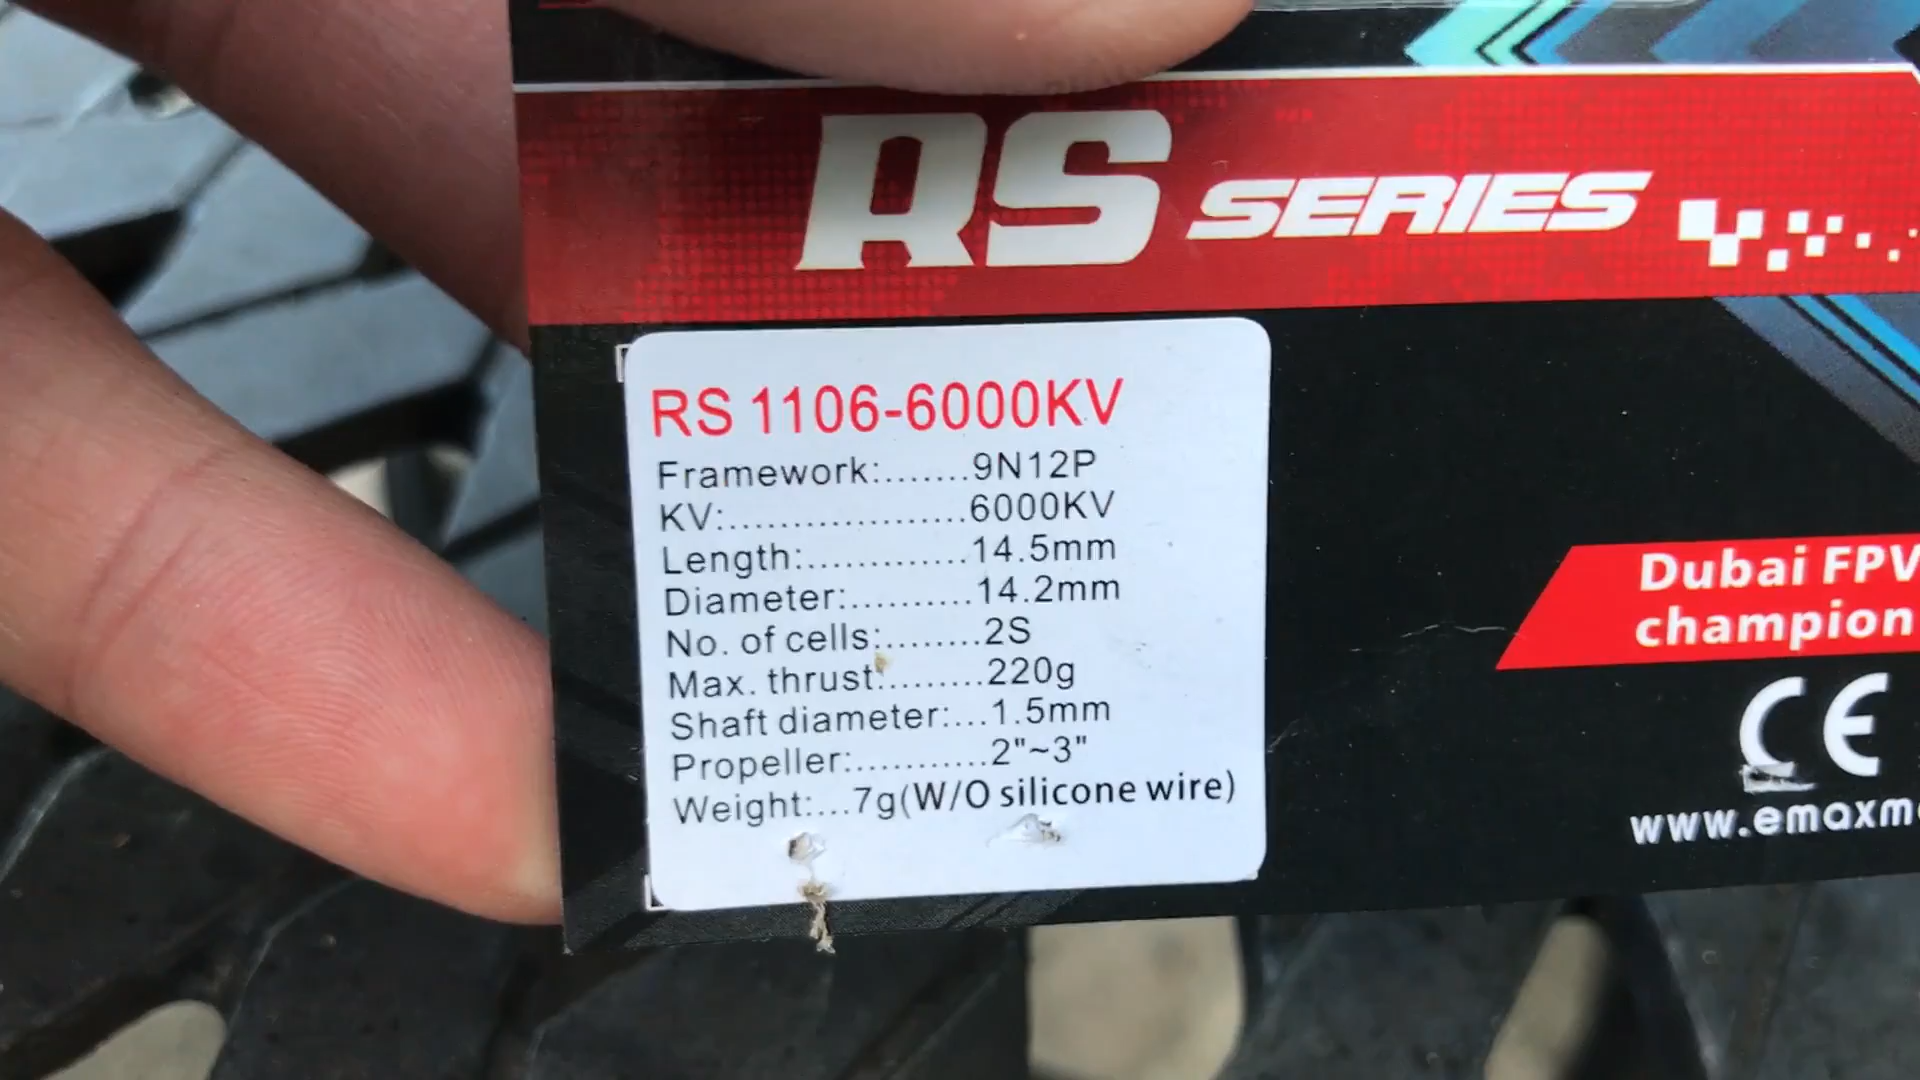 RS SERIES
RS 1106-6000KV
Framework:.......9N12P
KV:...................6000KV
Length:.............14.5mm
Diameter:..........14.2mm
No. of cells:........2S
Max. thrust:........220g
Shaft diameter:...1.5mm
Propeller:...........2"~3"
Weight:...7g(W/O silicone wire)
Dubai FPV
champion
CE
www.emaxm